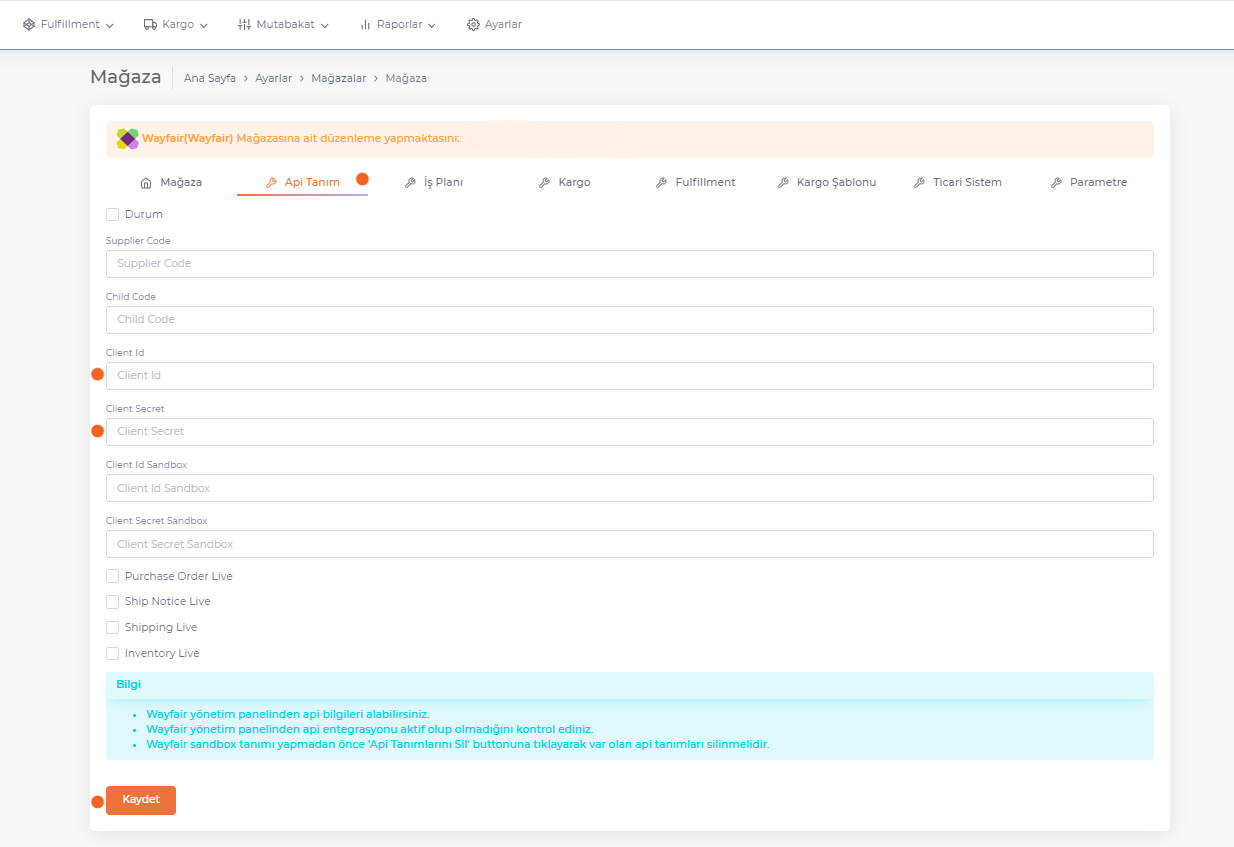 Fulfillment Kargo Mutabakat Raporlar Ayarlar
Mağaza Ana Sayfa › Ayarlar › Mağazalar › Mağaza
Wayfair(Wayfair) Mağazasına ait düzenleme yapmaktasını:
Mağaza Api Tanım İş Planı Kargo Fulfillment Kargo Şablonu Ticari Sistem Parametre
Durum
Supplier Code
Supplier Code
Child Code
Child Code
Client Id
Client Id
Client Secret
Client Secret
Client Id Sandbox
Client Id Sandbox
Client Secret Sandbox
Client Secret Sandbox
Purchase Order Live
Ship Notice Live
Shipping Live
Inventory Live
Bilgi
• Wayfair yönetim panelinden api bilgileri alabilirsiniz.
• Wayfair yönetim panelinden api entegrasyonu aktif olup olmadığını kontrol ediniz.
• Wayfair sandbox tanımı yapmadan önce 'Api Tanımlarını Sil' buttonuna tıklayarak var olan api tanımları silinmelidir.
Kaydet